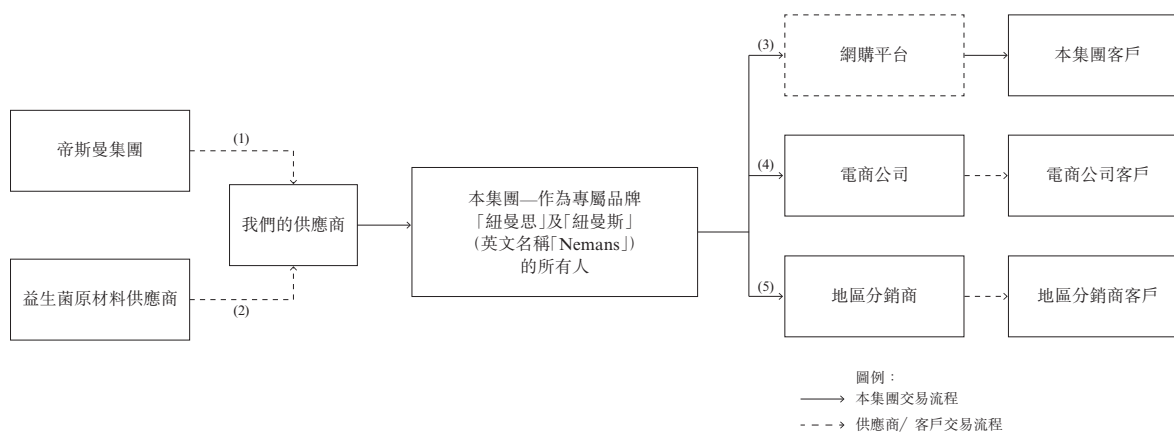 帝斯曼集團
(1)
我們的供應商
益生菌原材料供應商
(2)
本集團—作為專屬品牌
「紐曼思」及「紐曼斯」
(英文名稱「Nemans」)
的所有人
(3)
網購平台
本集團客戶
(4)
電商公司
電商公司客戶
(5)
地區分銷商
地區分銷商客戶
圖例：
本集團交易流程
供應商/ 客戶交易流程